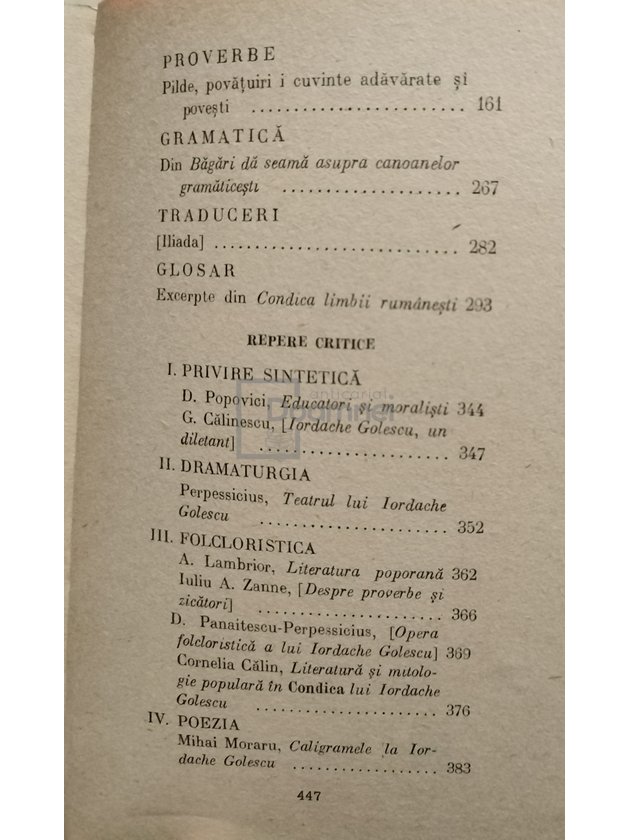 PROVERBE
Pilde, povățuiri i cuvinte adăvărate și
povești ........................ 161
GRAMATICĂ
Din Băgări dă seamă asupra canoanelor
gramăticești .................... 267
TRADUCERI
[Iliada] ............................ 282
GLOSAR
Excerpte din Condica limbii rumânești 293
REPERE CRITICE
I. PRIVIRE SINTETICĂ
D. Popovici, Educatori și moraliști 344
G. Călinescu, [Iordache Golescu, un
diletant] ...................... 347
II. DRAMATURGIA
Perpessicius, Teatrul lui Iordache
Golescu ...................... 352
III. FOLCLORISTICA
A. Lambrior, Literatura poporană 362
Iuliu A. Zanne, [Despre proverbe și
zicători] ...................... 366
D. Panaitescu-Perpessicius, [Opera
folcloristică a lui Iordache Golescu] 369
Cornelia Călin, Literatură și mitolo-
gie populară în Condica lui Iordache
Golescu ...................... 376
IV. POEZIA
Mihai Moraru, Caligramele la Ior-
dache Golescu .................. 383
447